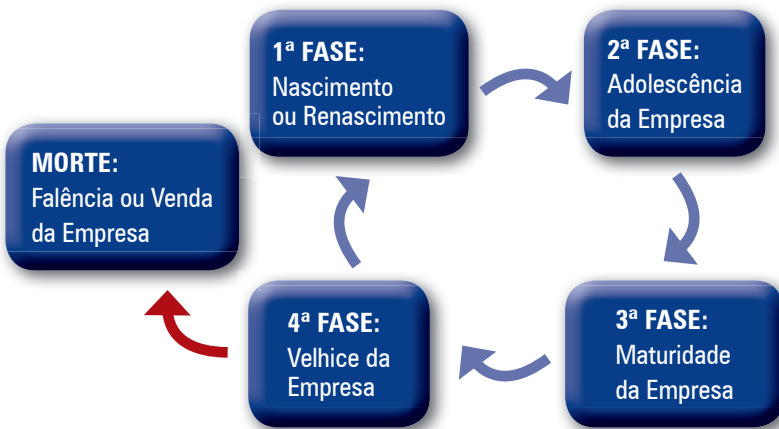 1ª FASE:
Nascimento
ou Renascimento
2ª FASE:
Adolescência
da Empresa
3ª FASE:
Maturidade
da Empresa
4ª FASE:
Velhice da
Empresa
MORTE:
Falência ou Venda
da Empresa